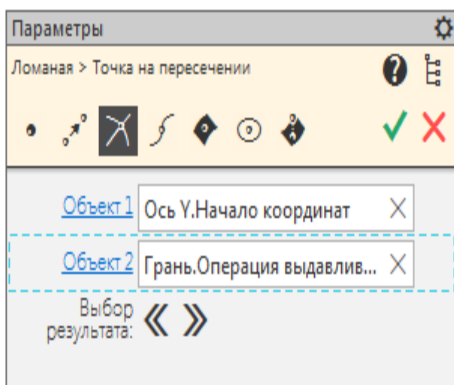 Параметры
Ломаная > Точка на пересечении
Объект 1 Ось Y.Начало координат
Объект 2 Грань.Операция выдавлив...
Выбор
результата: